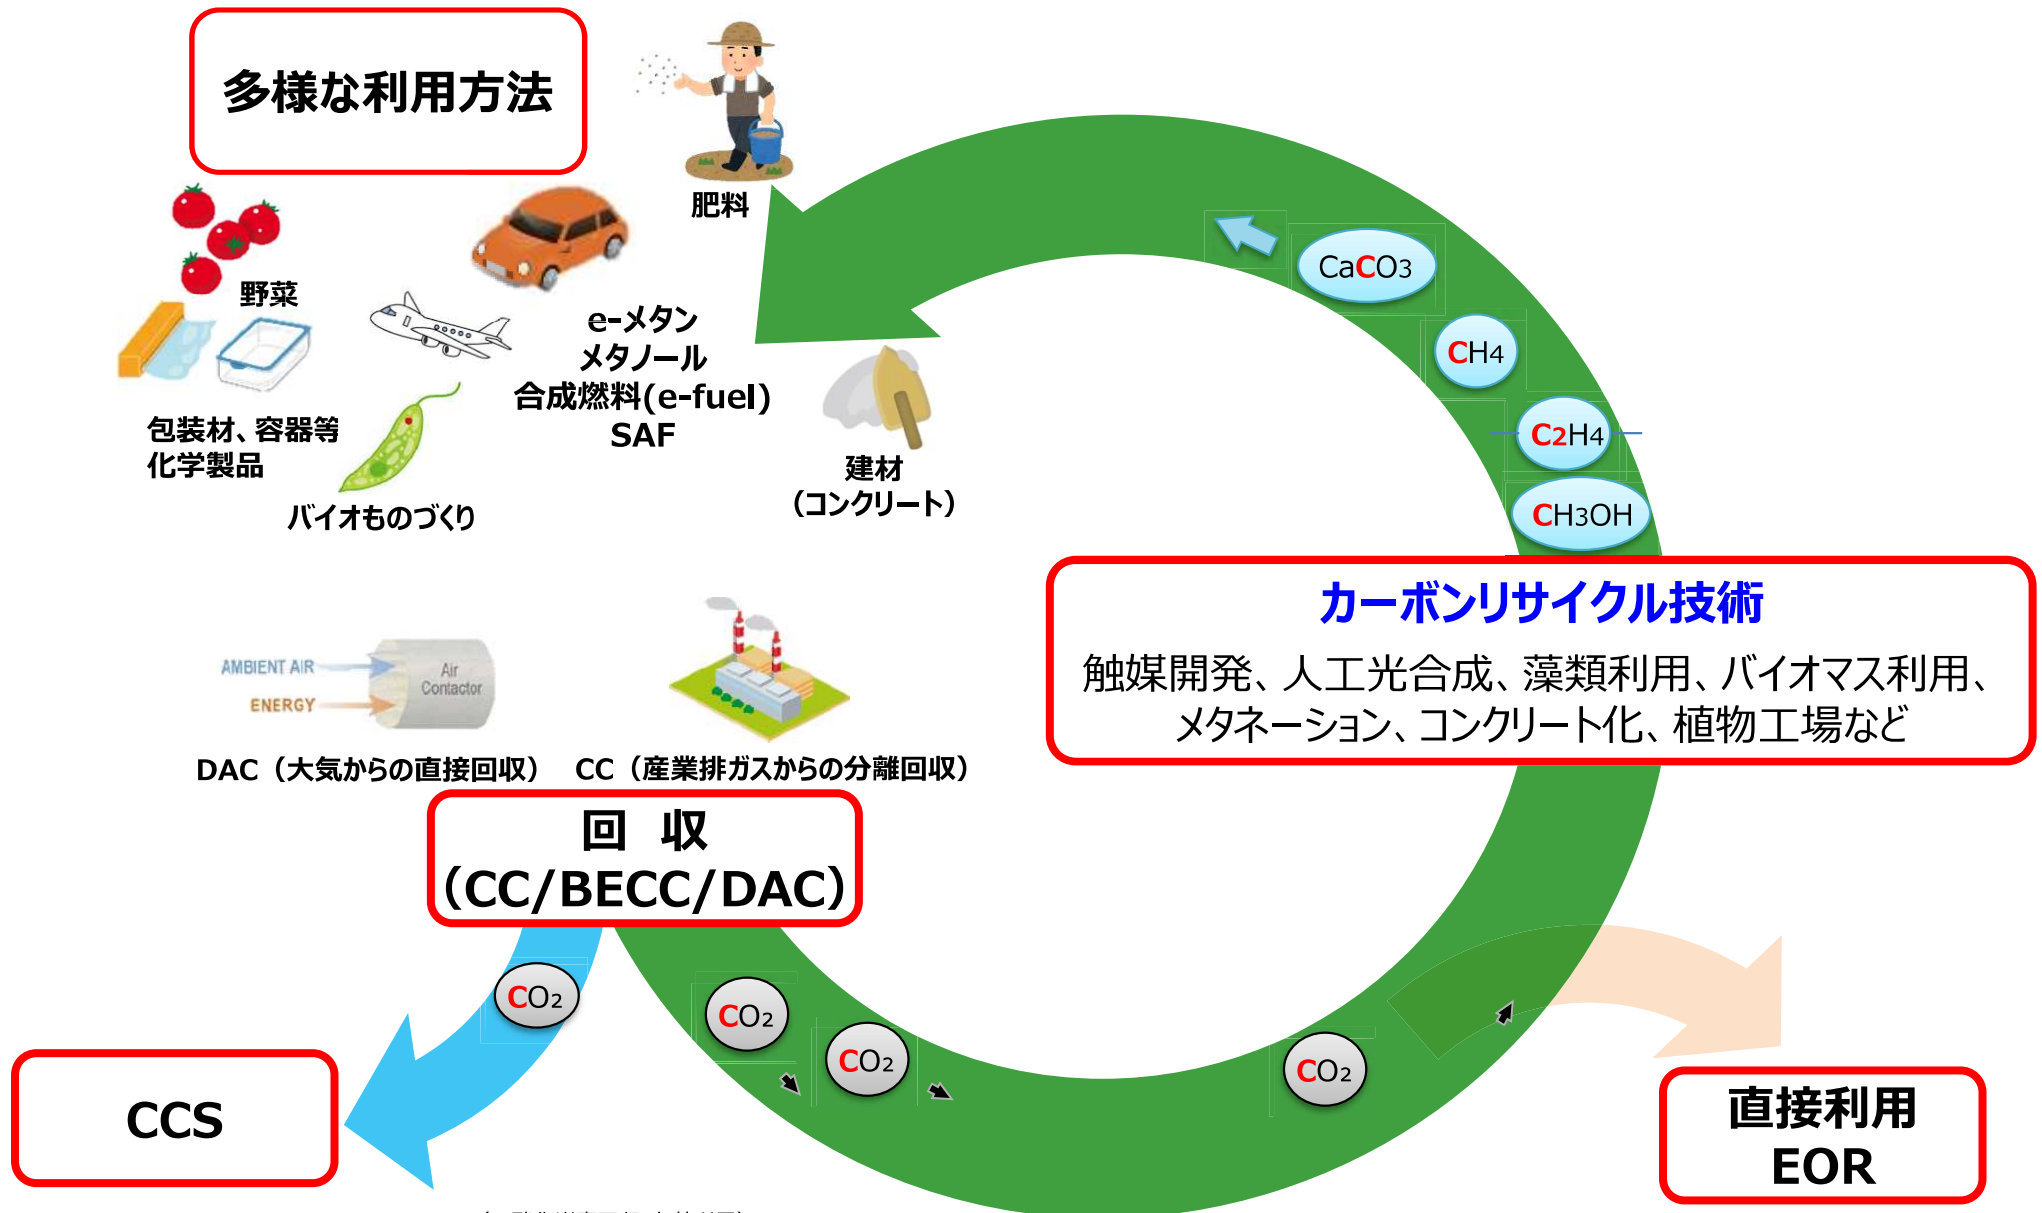 多様な利用方法
肥料
野菜
包装材、容器等
化学製品
バイオものづくり
e-メタン
メタノール
合成燃料(e-fuel)
SAF
建材
（コンクリート）
CaCO3
CH4
C2H4
CH3OH
カーボンリサイクル技術
触媒開発、人工光合成、藻類利用、バイオマス利用、
メタネーション、コンクリート化、植物工場など
AMBIENT AIR
ENERGY
Air
Contactor
DAC（大気からの直接回収）
CC（産業排ガスからの分離回収）
回 収
（CC/BECC/DAC）
CO2
CO2
CO2
CO2
CCS
直接利用
EOR